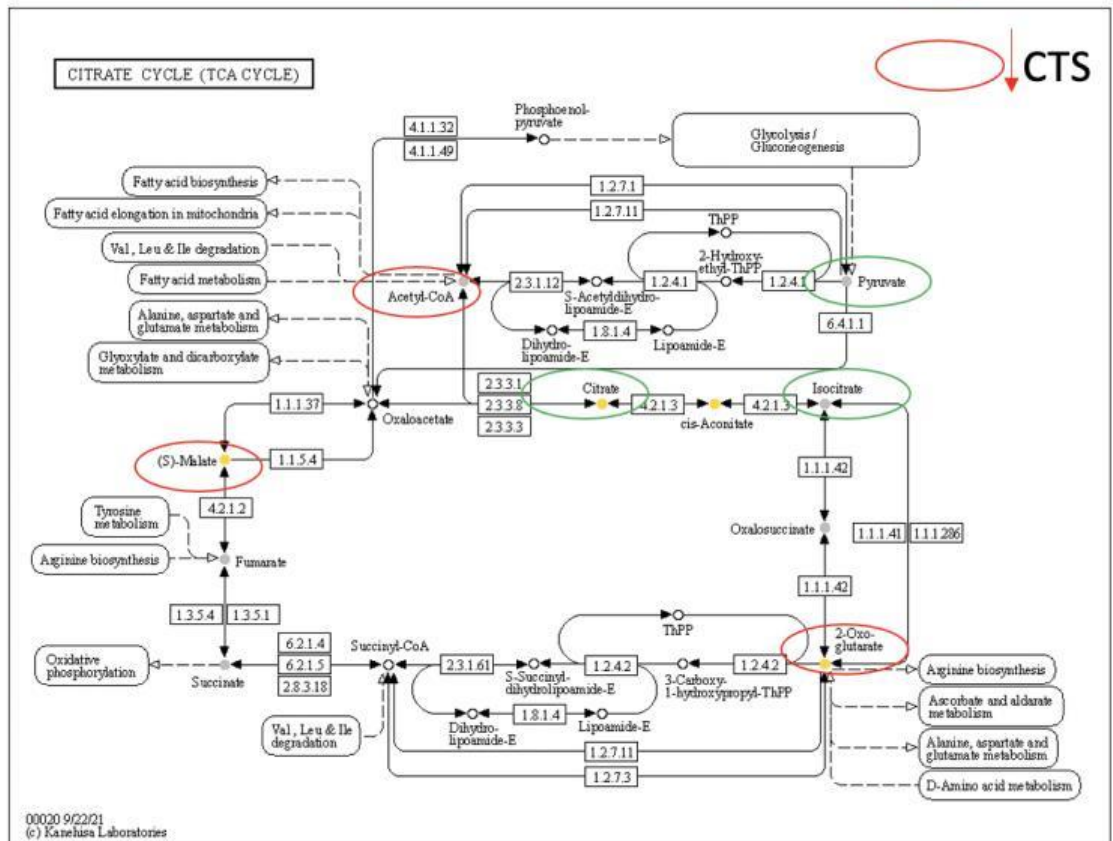 CITRATE CYCLE (TCA CYCLE)
CTS
Phosphoenol-
pyruvate
4.1.1.32
4.1.1.49
Glycolysis /
Gluconeogenesis
Fatty acid biosynthesis
Fatty acid elongation in mitochondria
Val, Leu & Ile degradation
Fatty acid metabolism
1.2.7.1
1.2.7.11
ThPP
2-Hydroxy-
ethyl-ThPP
Acetyl-CoA
2.3.1.12
1.2.4.1
1.2.4.1
Pyruvate
S-Acetyldihydro-
lipoamide-E
Alanine, aspartate and
glutamate metabolism
1.8.1.4
6.4.1.1
Dihydro-
lipoamide-E
Lipoamide-E
Glyoxylate and dicarboxylate
metabolism
2.3.3.1
Citrate
Isocitrate
1.1.1.37
Oxaloacetate
2.3.3.8
4.2.1.3
4.2.1.3
cis-Aconitate
2.3.3.3
(S)-Malate
1.1.5.4
1.1.1.42
4.2.1.2
Tyrosine
metabolism
Oxalosuccinate
1.1.1.41
1.1.1.286
Arginine biosynthesis
Fumarate
1.1.1.42
1.3.5.4
1.3.5.1
ThPP
2-Oxo-
glutarate
6.2.1.4
Succinyl-CoA
Oxidative
phosphorylation
6.2.1.5
2.3.1.61
1.2.4.2
1.2.4.2
Arginine biosynthesis
Succinate
2.8.3.18
S-Succinyl-
dihydrolipoamide-E
3-Carboxy-
1-hydroxypropyl-ThPP
Ascorbate and aldarate
metabolism
1.8.1.4
Val, Leu & Ile
degradation
Dihydro-
lipoamide-E
Lipoamide-E
Alanine, aspartate and
glutamate metabolism
1.2.7.11
1.2.7.3
D-Amino acid metabolism
00020 9/22/21
(c) Kanehisa Laboratories